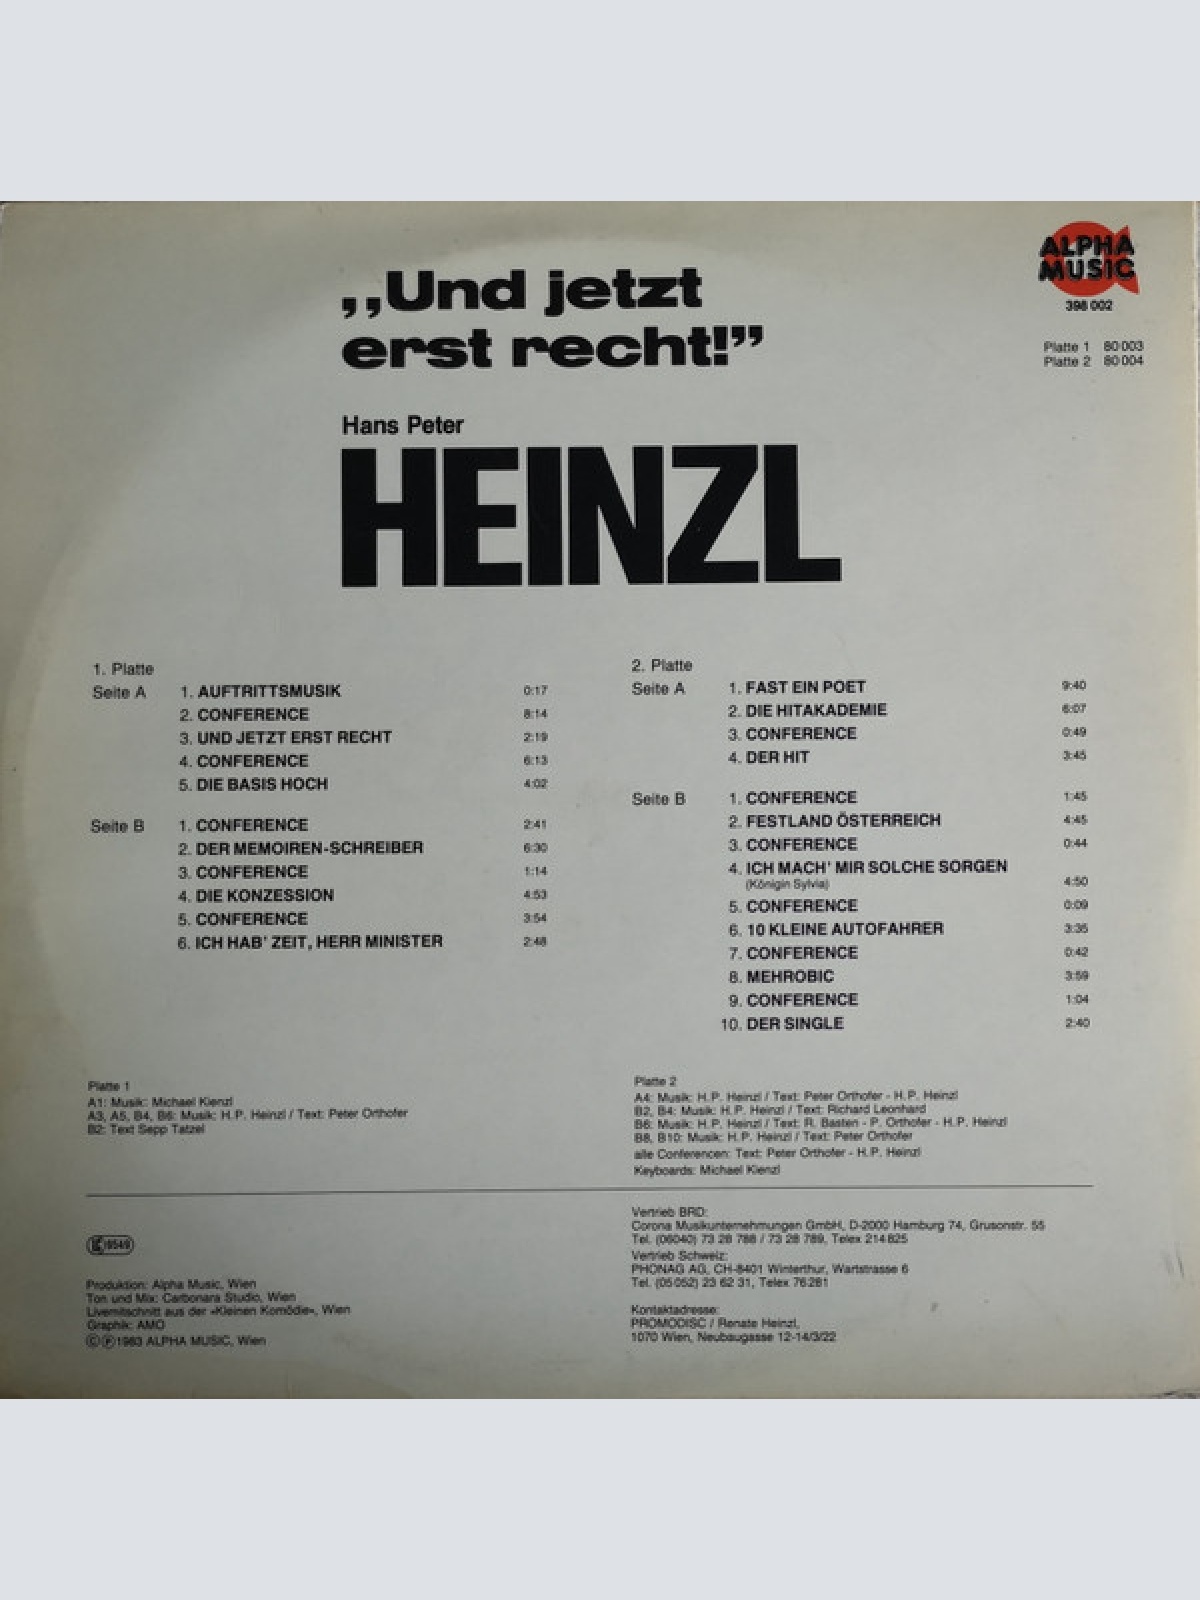 ALPHA
MUSIC
398 002
Platte 1 80 003
Platte 2 80 004
,,Und jetzt
erst recht!”
Hans Peter
HEINZL
1. Platte
Seite A 1. AUFTRITTSMUSIK 0:17
2. CONFERENCE 8:14
3. UND JETZT ERST RECHT 2:19
4. CONFERENCE 6:13
5. DIE BASIS HOCH 4:02
Seite B 1. CONFERENCE 2:41
2. DER MEMOIREN-SCHREIBER 6:30
3. CONFERENCE 1:14
4. DIE KONZESSION 4:53
5. CONFERENCE 3:54
6. ICH HAB' ZEIT, HERR MINISTER 2:48
2. Platte
Seite A 1. FAST EIN POET 9:40
2. DIE HITAKADEMIE 6:07
3. CONFERENCE 0:49
4. DER HIT 3:45
Seite B 1. CONFERENCE 1:45
2. FESTLAND ÖSTERREICH 4:45
3. CONFERENCE 0:44
4. ICH MACH' MIR SOLCHE SORGEN
(Königin Sylvia) 4:50
5. CONFERENCE 0:09
6. 10 KLEINE AUTOFAHRER 3:35
7. CONFERENCE 0:42
8. MEHROBIC 3:59
9. CONFERENCE 1:04
10. DER SINGLE 2:40
Platte 1
A1: Musik: Michael Kienzl
A3, A5, B4, B6: Musik: H.P. Heinzl / Text: Peter Orthofer
B2: Text Sepp Tatzel
Platte 2
A4: Musik: H.P. Heinzl / Text: Peter Orthofer - H.P. Heinzl
B2, B4: Musik: H.P. Heinzl / Text: Richard Leonhard
B6: Musik: H.P. Heinzl / Text: R. Basten - P. Orthofer - H.P. Heinzl
B8, B10: Musik: H.P. Heinzl / Text: Peter Orthofer
alle Conferencen: Text: Peter Orthofer - H.P. Heinzl
Keyboards: Michael Kienzl
Produktion: Alpha Music, Wien
Ton und Mix: Carbonara Studio, Wien
Livemitschnitt aus der «Kleinen Komödie», Wien
Graphik: AMO
©℗1983 ALPHA MUSIC, Wien
Vertrieb BRD:
Corona Musikunternehmungen GmbH, D-2000 Hamburg 74, Grusonstr. 55
Tel. (06040) 73 28 788 / 73 28 789, Telex 214825
Vertrieb Schweiz:
PHONAG AG, CH-8401 Winterthur, Wartstrasse 6
Tel. (05052) 23 62 31, Telex 76281
Kontaktadresse:
PROMODISC / Renate Heinzl,
1070 Wien, Neubaugasse 12-14/3/22